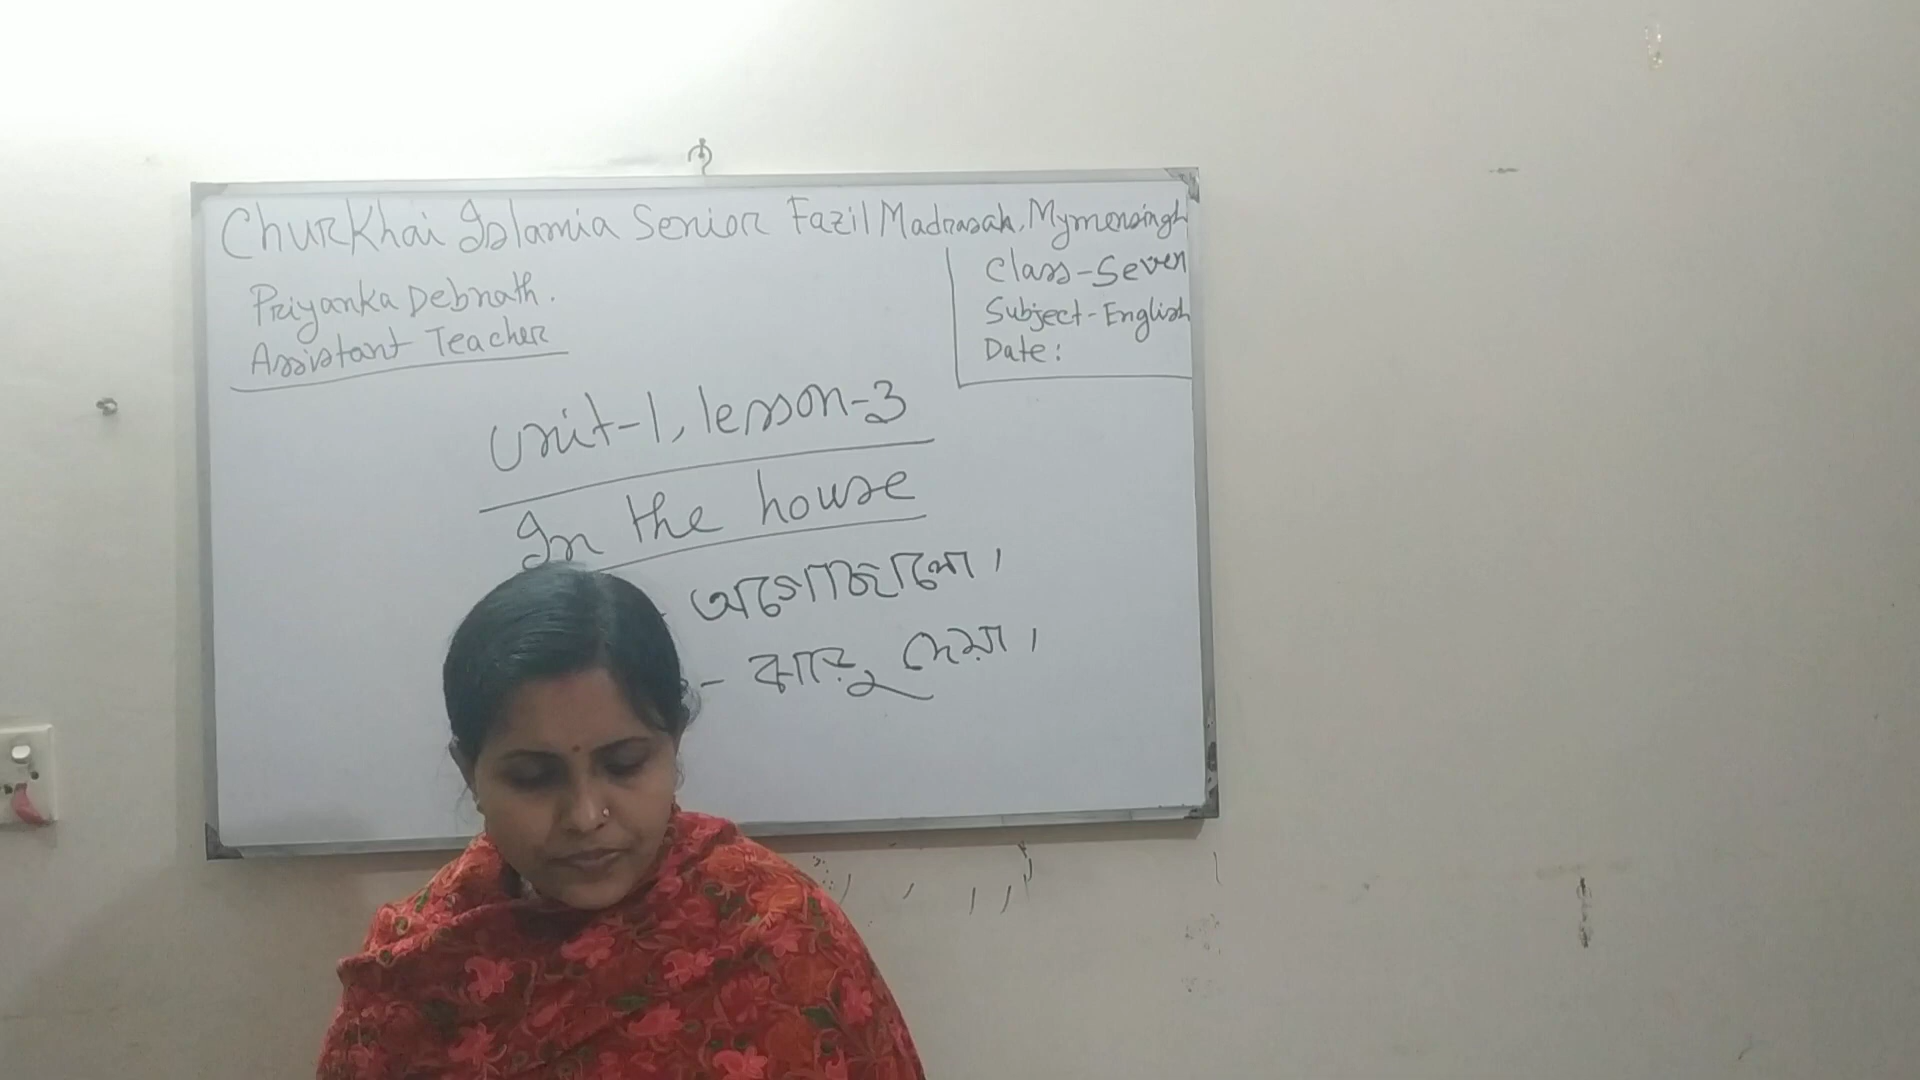 Churkhai Islamia Senior Fazil Madrasah, Mymensingh
Priyanka Debnath.
Assistant Teacher
Class-Seven
Subject-English
Date:
Unit-1, lesson-3
In the house
- অগোছালো।
- ঝাড়ু দেয়া।